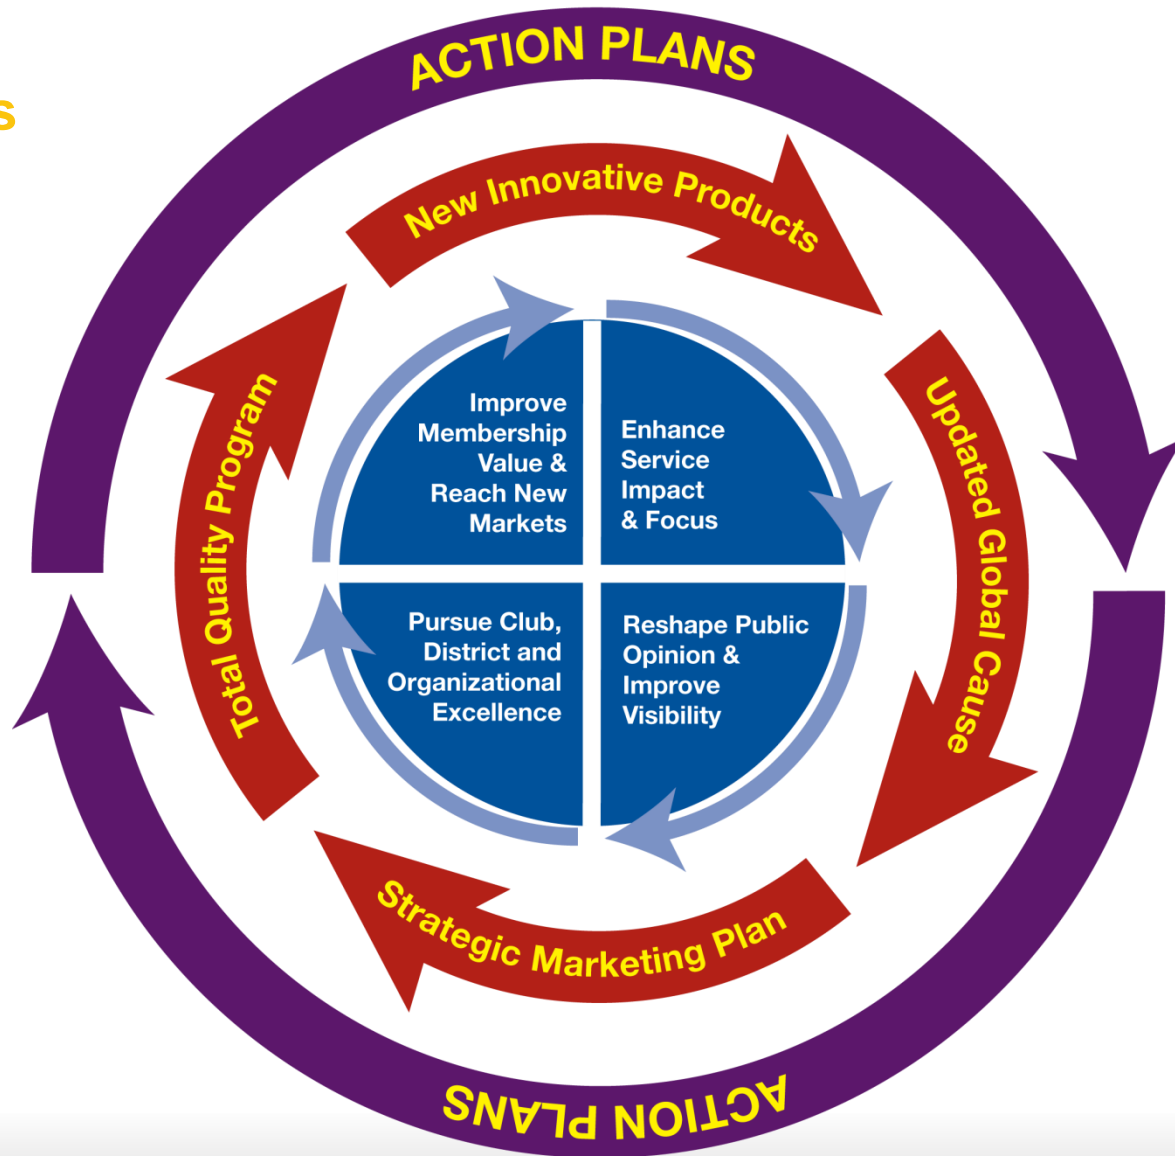 ACTION PLANS
s
New Innovative Products
Updated Global Cause
Strategic Marketing Plan
Total Quality Program
Improve
Membership
Value &
Reach New
Markets
Enhance
Service
Impact
& Focus
Pursue Club,
District and
Organizational
Excellence
Reshape Public
Opinion &
Improve
Visibility
ACTION PLANS